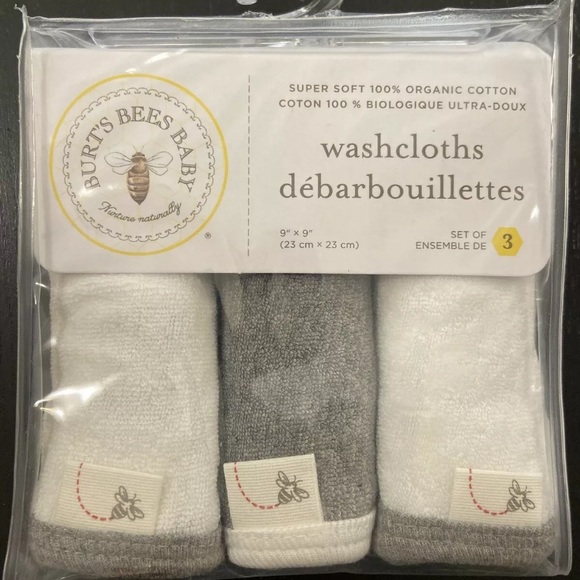 BURT'S BEES BABY
Nurture naturally
®
SUPER SOFT 100% ORGANIC COTTON
COTON 100 % BIOLOGIQUE ULTRA-DOUX
washcloths
débarbouillettes
9" × 9"
(23 cm × 23 cm)
SET OF
ENSEMBLE DE
3